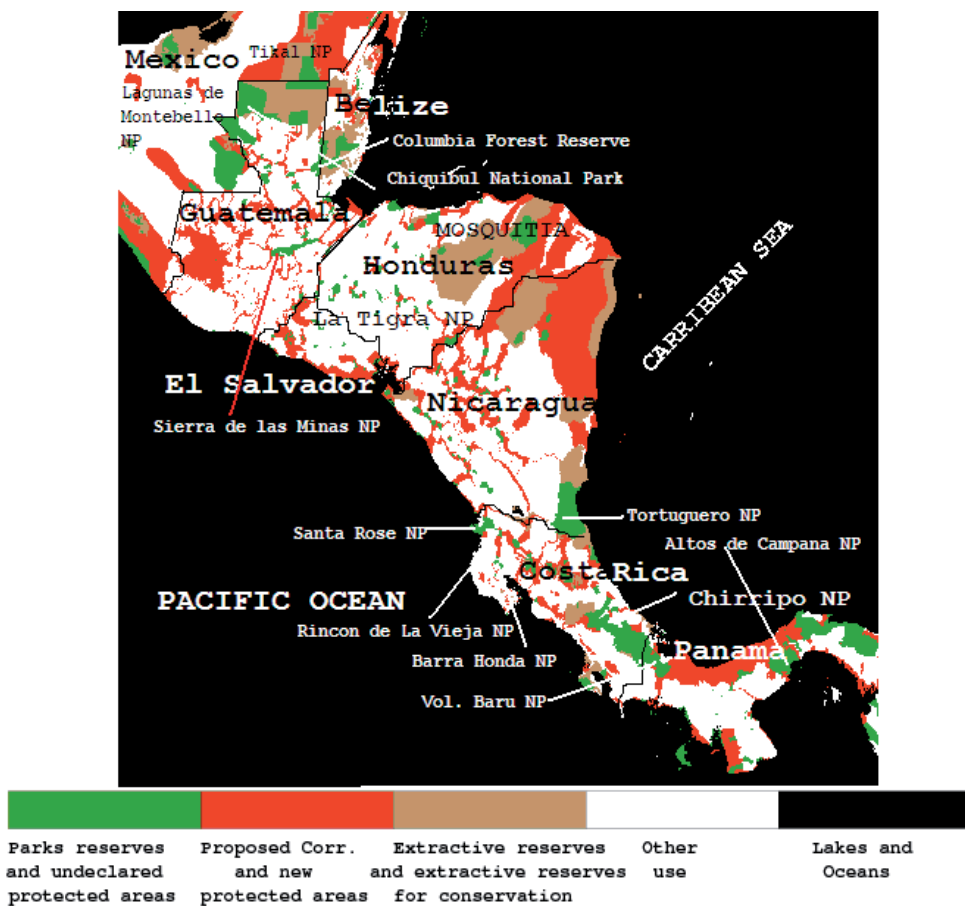 Tikal NP
Mexico
Lagunas de
Montebello
NP
Belize
Columbia Forest Reserve
Chiquibul National Park
Guatemala
MOSQUITIA
Honduras
CARRIBEAN SEA
La Tigra NP
El Salvador
Nicaragua
Sierra de las Minas NP
Tortuguero NP
Santa Rose NP
Altos de Campana NP
Costa Rica
PACIFIC OCEAN
Chirripo NP
Rincon de La Vieja NP
Panama
Barra Honda NP
Vol. Baru NP
Parks reserves
and undeclared
protected areas
Proposed Corr.
and new
protected areas
Extractive reserves
and extractive reserves
for conservation
Other
use
Lakes and
Oceans